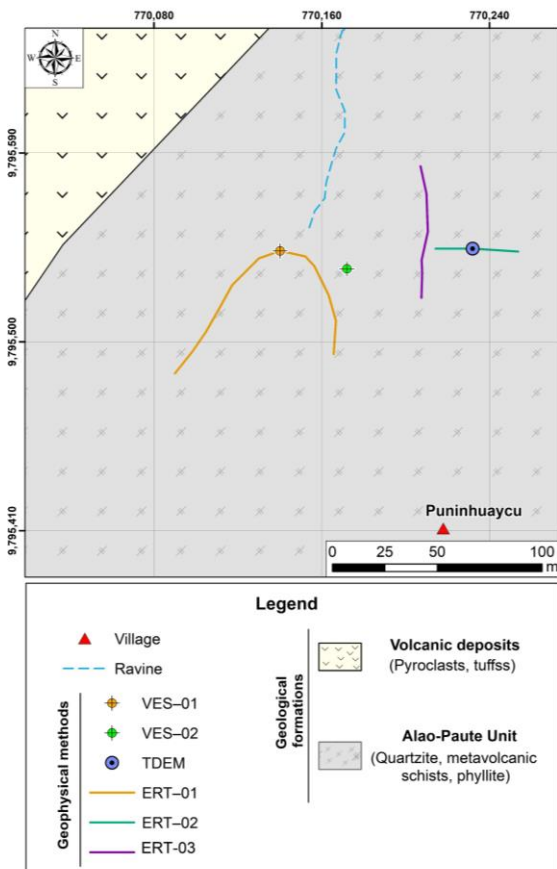 770,080 770,160 770,240
N
W E
S
9,795,590
9,795,500
9,795,410
Puninhuaycu
0 25 50 100
m
Legend
Village
Ravine
Geophysical methods
VES–01
VES–02
TDEM
ERT–01
ERT–02
ERT-03
Geological
formations
Volcanic deposits
(Pyroclasts, tuffss)
Alao-Paute Unit
(Quartzite, metavolcanic
schists, phyllite)